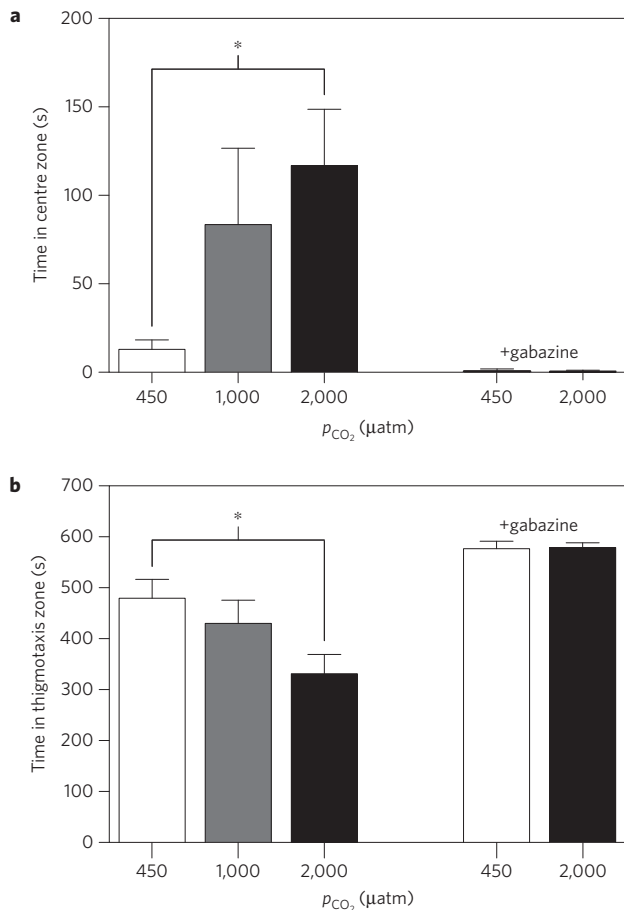 a
200
*
150
Time in centre zone (s)
100
50
+gabazine
0
450 1,000 2,000 450 2,000
pCO2 (μatm)
b
700
+gabazine
*
600
500
Time in thigmotaxis zone (s)
400
300
200
100
0
450 1,000 2,000 450 2,000
pCO2 (μatm)